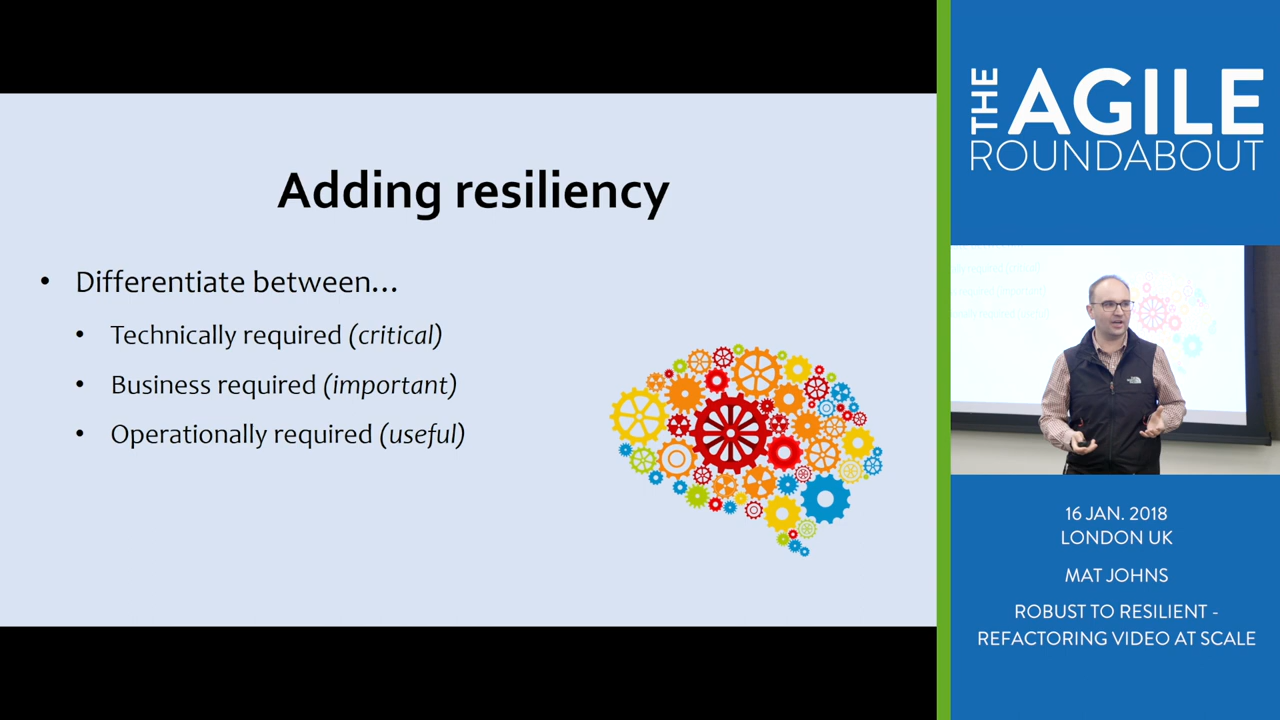 Adding resiliency
• Differentiate between...
• Technically required (critical)
• Business required (important)
• Operationally required (useful)
THE AGILE
ROUNDABOUT
16 JAN. 2018
LONDON UK
MAT JOHNS
ROBUST TO RESILIENT -
REFACTORING VIDEO AT SCALE